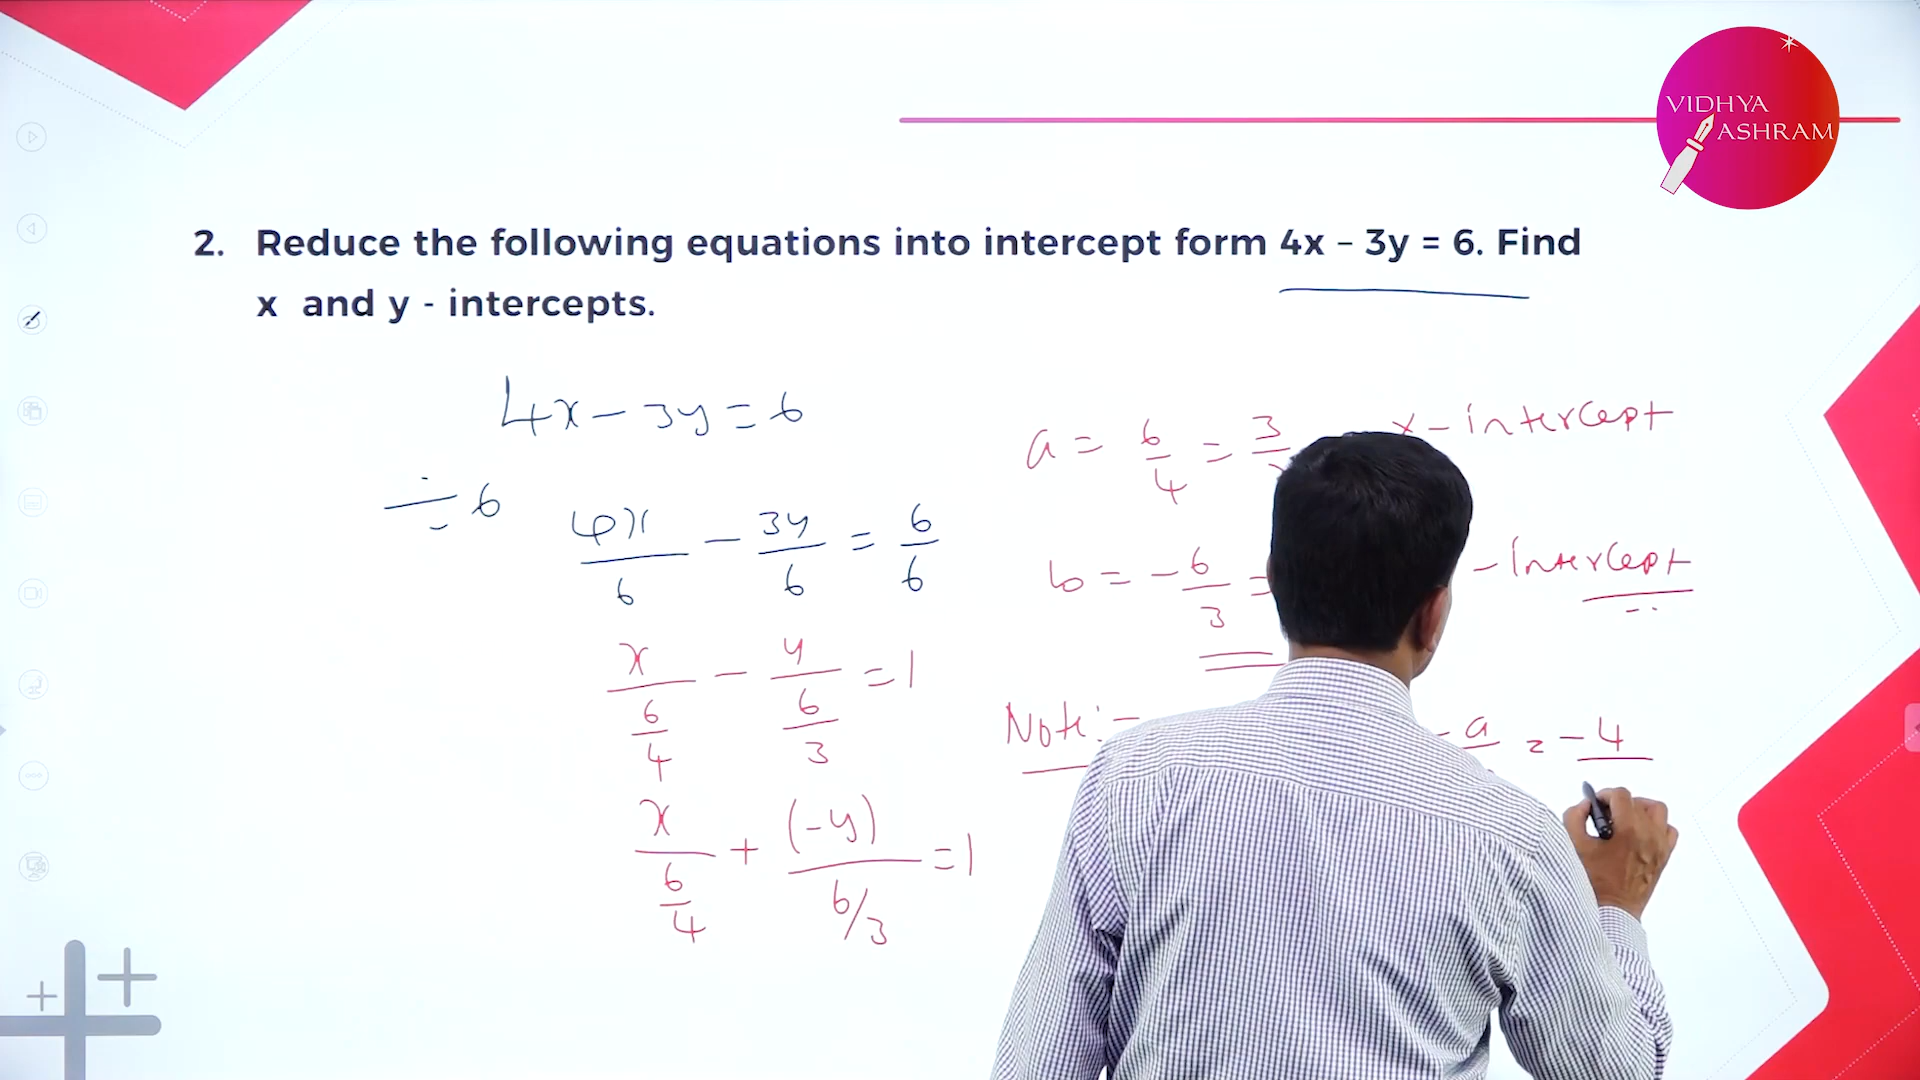 VIDHYA
ASHRAM
2. Reduce the following equations into intercept form 4x – 3y = 6. Find
x and y - intercepts.
4x – 3y = 6
÷ 6
4x/6 – 3y/6 = 6/6
x/(6/4) – y/(6/3) = 1
x/(6/4) + (-y)/(6/3) = 1
a = 6/4 = 3/ x - intercept
b = -6/3 = - Intercept
Note :- - a = -4